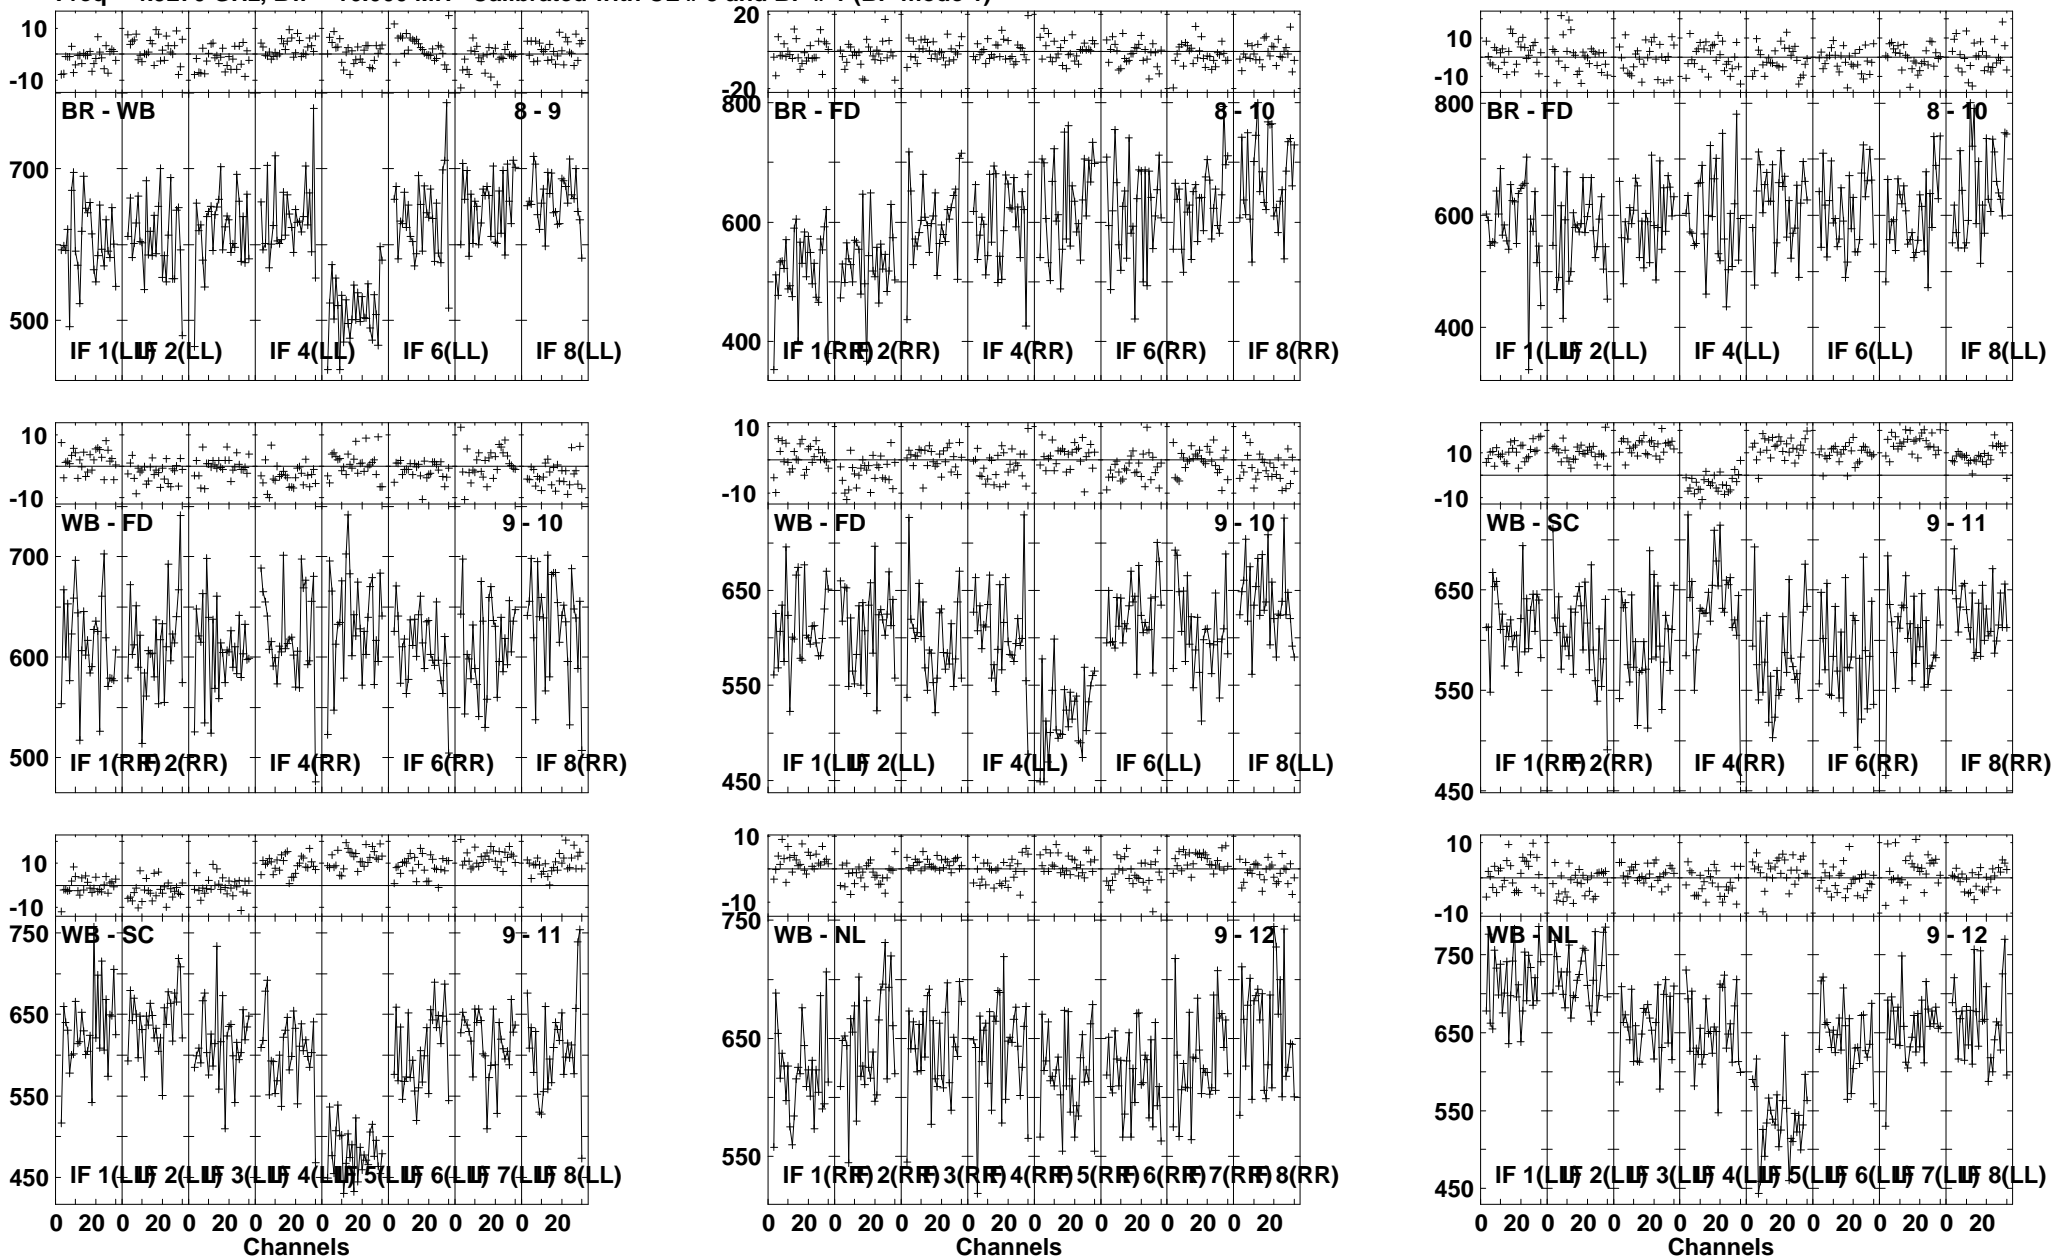 10
-10
BR - WB
8 - 9
700
500
IF 1(LL)
IF 2(LL)
IF 4(LL)
IF 6(LL)
IF 8(LL)
20
-20
800
BR - FD
8 - 10
600
400
IF 1(RR)
IF 2(RR)
IF 4(RR)
IF 6(RR)
IF 8(RR)
10
-10
800
BR - FD
8 - 10
600
400
IF 1(LL)
IF 2(LL)
IF 4(LL)
IF 6(LL)
IF 8(LL)
10
-10
WB - FD
9 - 10
700
600
500
IF 1(RR)
IF 2(RR)
IF 4(RR)
IF 6(RR)
IF 8(RR)
10
-10
WB - FD
9 - 10
650
550
450
IF 1(LL)
IF 2(LL)
IF 4(LL)
IF 6(LL)
IF 8(LL)
10
-10
WB - SC
9 - 11
650
550
450
IF 1(RR)
IF 2(RR)
IF 4(RR)
IF 6(RR)
IF 8(RR)
10
-10
WB - SC
9 - 11
750
650
550
450
IF 1(LL)
IF 2(LL)
IF 3(LL)
IF 4(LL)
IF 5(LL)
IF 6(LL)
IF 7(LL)
IF 8(LL)
0 20 0 20 0 20 0 20 0 20 0 20 0 20 0 20
Channels
10
-10
750
WB - NL
9 - 12
650
550
IF 1(RR)
IF 2(RR)
IF 3(RR)
IF 4(RR)
IF 5(RR)
IF 6(RR)
IF 7(RR)
IF 8(RR)
0 20 0 20 0 20 0 20 0 20 0 20 0 20 0 20
Channels
10
-10
WB - NL
9 - 12
750
650
550
450
IF 1(LL)
IF 2(LL)
IF 3(LL)
IF 4(LL)
IF 5(LL)
IF 6(LL)
IF 7(LL)
IF 8(LL)
0 20 0 20 0 20 0 20 0 20 0 20 0 20 0 20
Channels